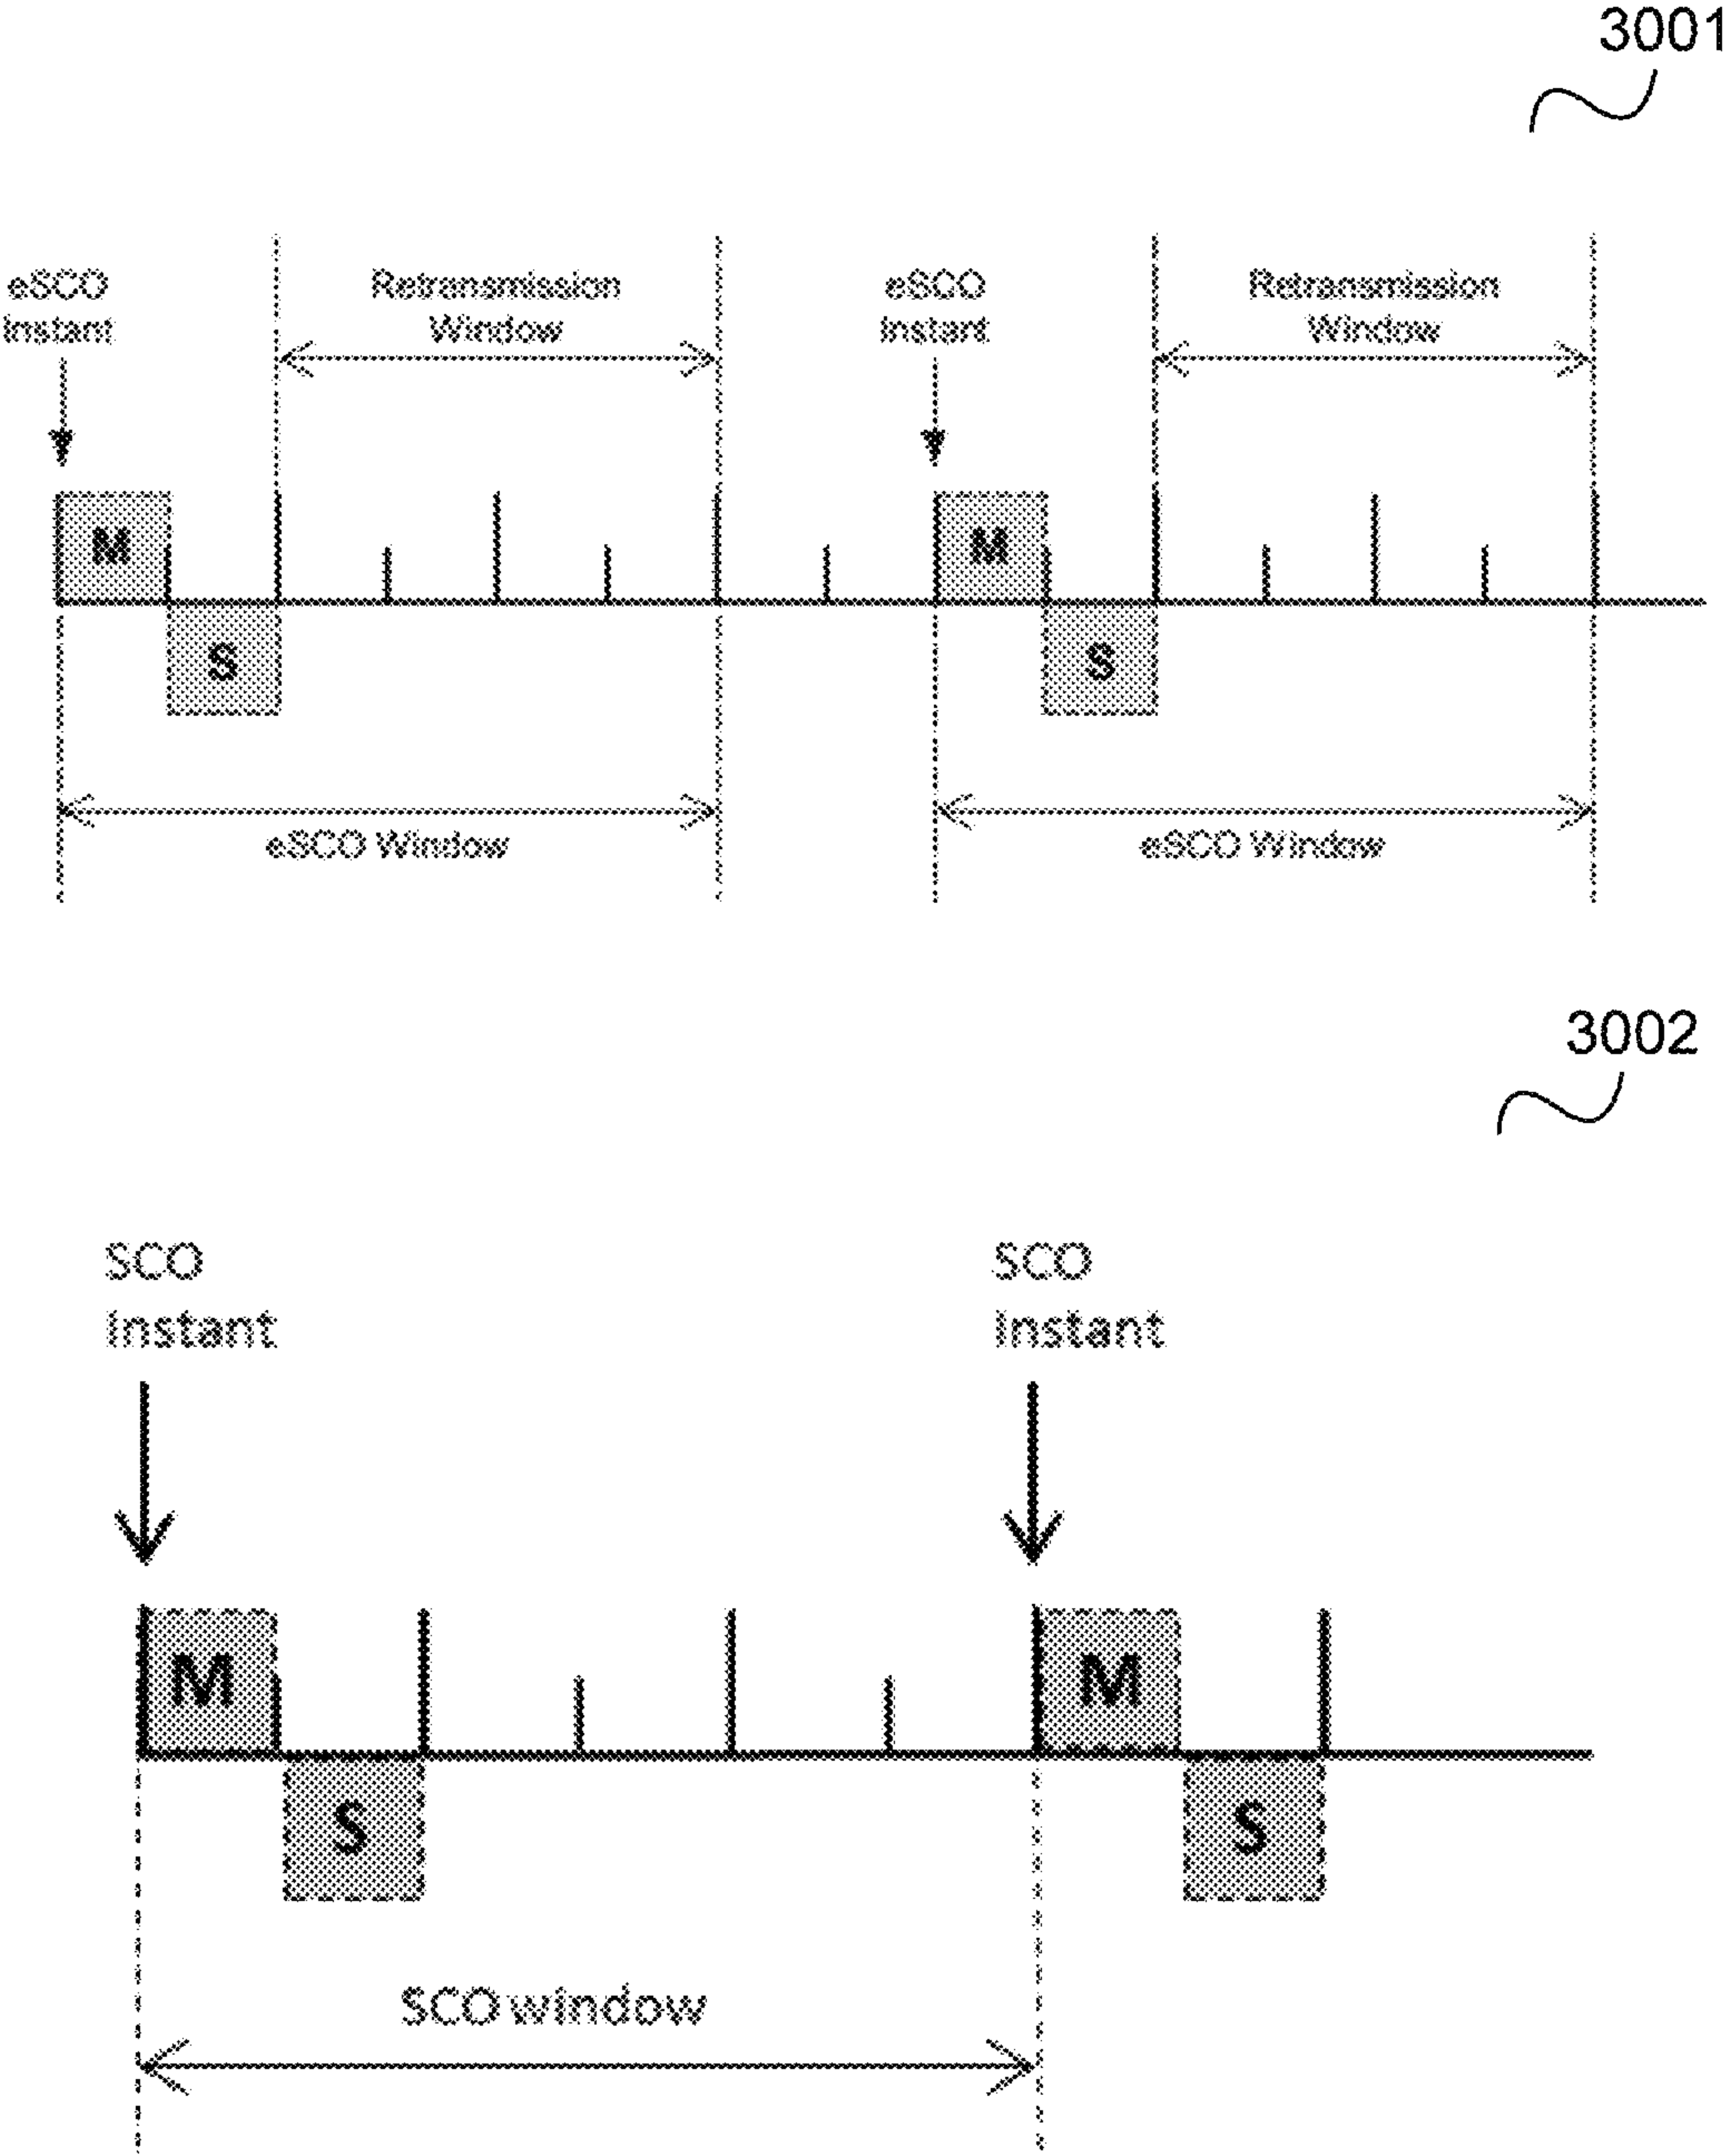 3001
eSCO
Instant
Retransmission
Window
eSCO
Instant
Retransmission
Window
M
M
S
S
eSCO Window
eSCO Window
3002
SCO
Instant
SCO
Instant
M
M
S
S
SCO window